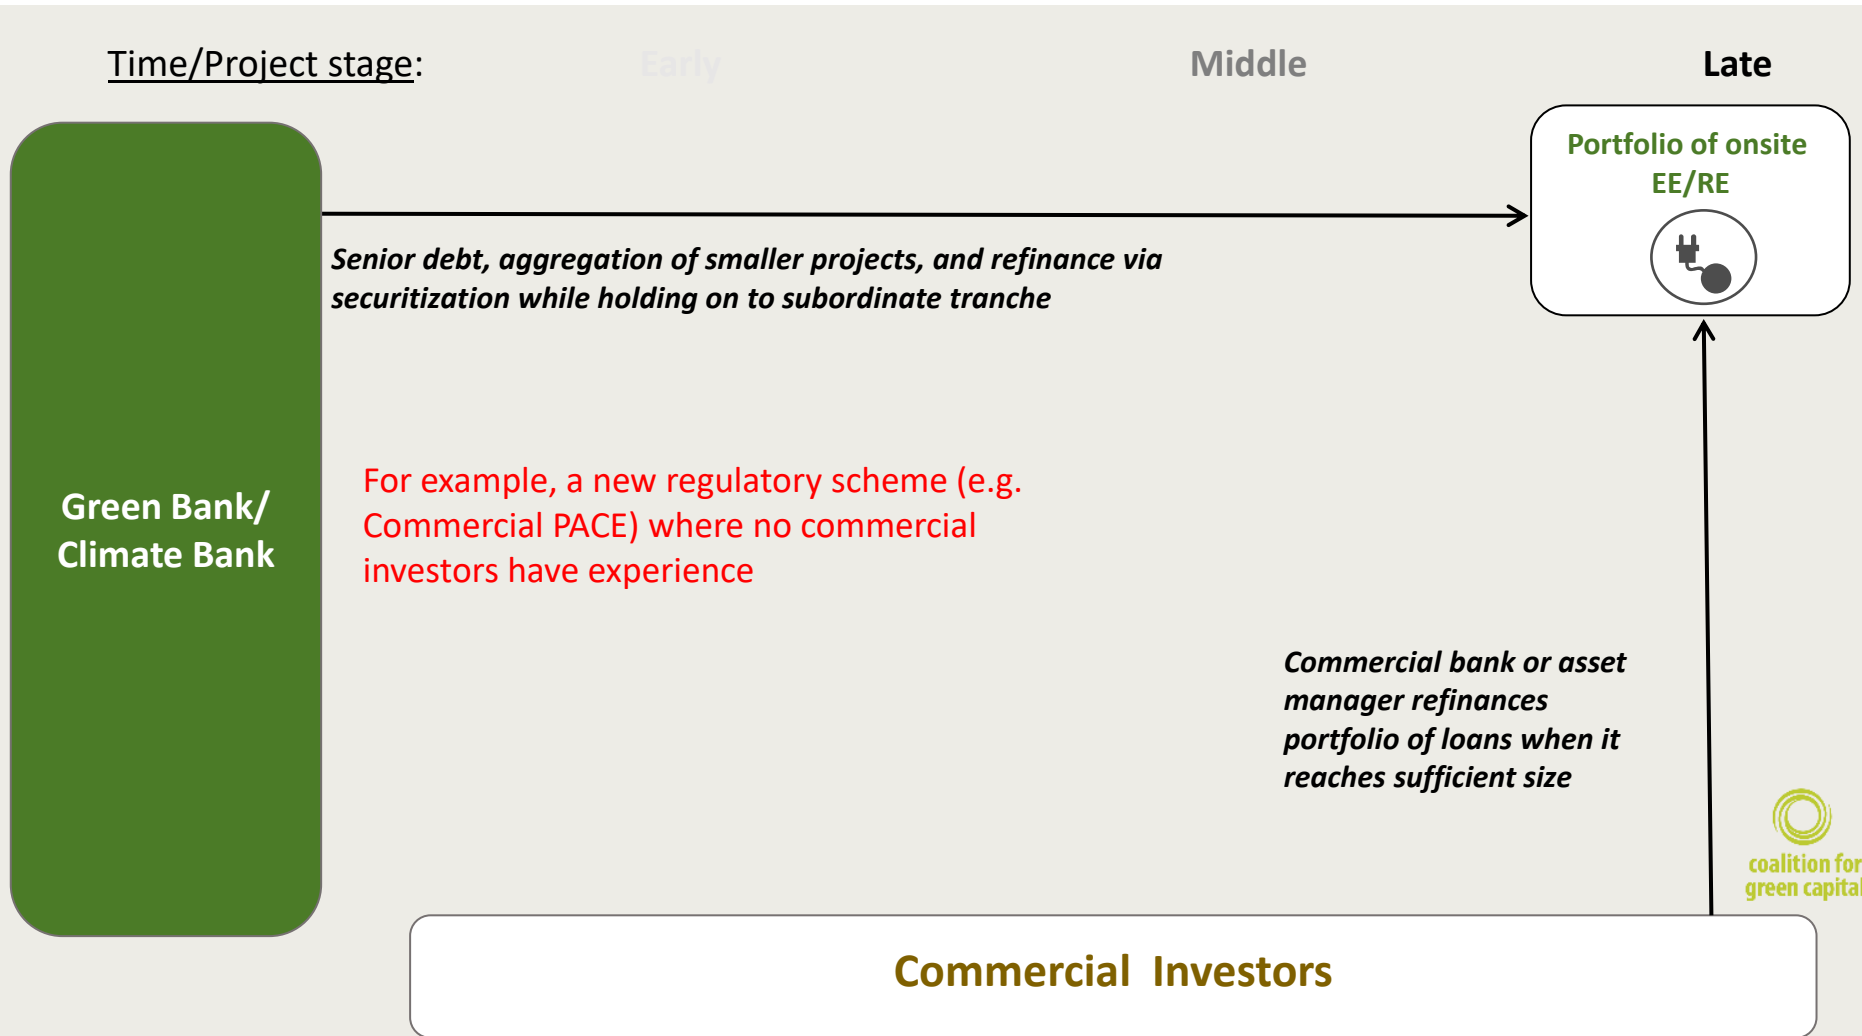 Time/Project stage:
Early
Middle
Late
Portfolio of onsite
EE/RE
Senior debt, aggregation of smaller projects, and refinance via
securitization while holding on to subordinate tranche
Green Bank/
Climate Bank
For example, a new regulatory scheme (e.g.
Commercial PACE) where no commercial
investors have experience
Commercial bank or asset
manager refinances
portfolio of loans when it
reaches sufficient size
coalition for
green capital
Commercial Investors